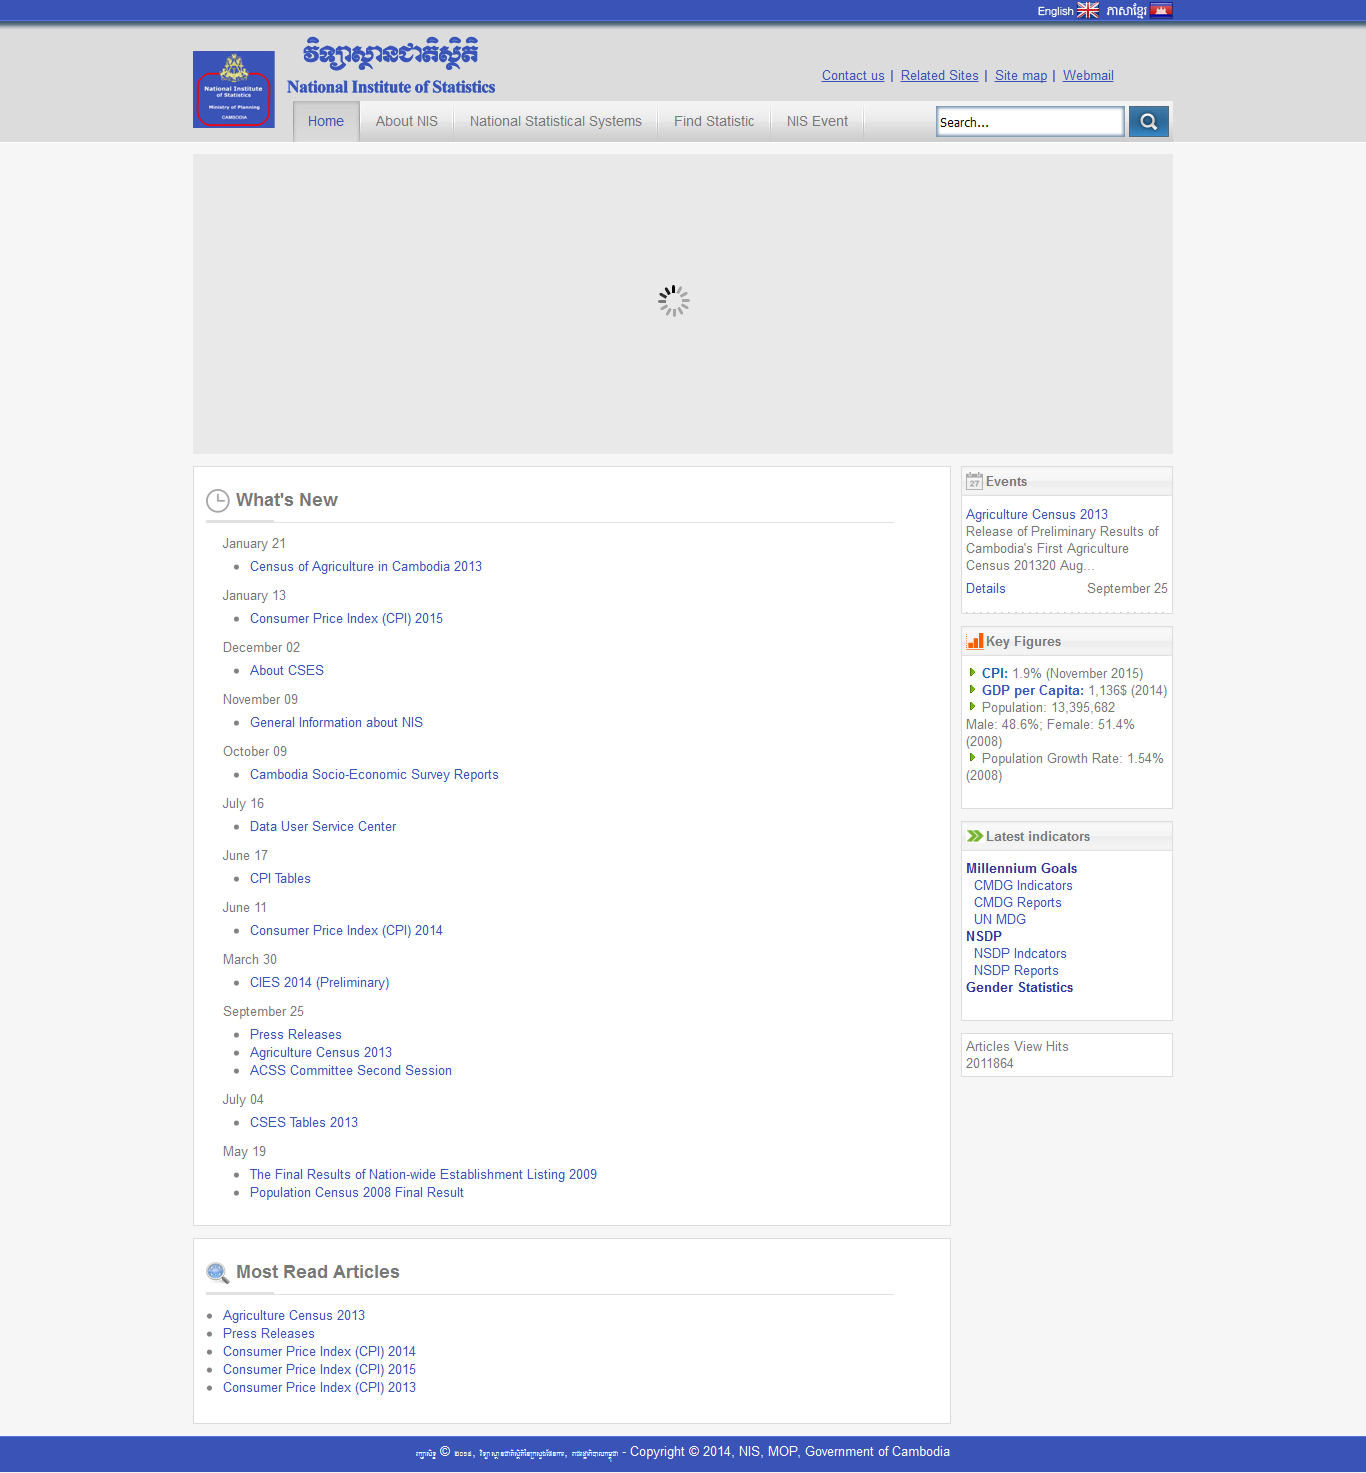 English ភាសាខ្មែរ
វិទ្យាស្ថានជាតិស្ថិតិ
National Institute of Statistics
National Institute
of Statistics
Ministry of Planning
CAMBODIA
Contact us | Related Sites | Site map | Webmail
Home About NIS National Statistical Systems Find Statistic NIS Event Search...
What's New
January 21
Census of Agriculture in Cambodia 2013
January 13
Consumer Price Index (CPI) 2015
December 02
About CSES
November 09
General Information about NIS
October 09
Cambodia Socio-Economic Survey Reports
July 16
Data User Service Center
June 17
CPI Tables
June 11
Consumer Price Index (CPI) 2014
March 30
CIES 2014 (Preliminary)
September 25
Press Releases
Agriculture Census 2013
ACSS Committee Second Session
July 04
CSES Tables 2013
May 19
The Final Results of Nation-wide Establishment Listing 2009
Population Census 2008 Final Result
Most Read Articles
Agriculture Census 2013
Press Releases
Consumer Price Index (CPI) 2014
Consumer Price Index (CPI) 2015
Consumer Price Index (CPI) 2013
27 Events
Agriculture Census 2013
Release of Preliminary Results of
Cambodia's First Agriculture
Census 201320 Aug...
Details September 25
Key Figures
CPI: 1.9% (November 2015)
GDP per Capita: 1,136$ (2014)
Population: 13,395,682
Male: 48.6%; Female: 51.4%
(2008)
Population Growth Rate: 1.54%
(2008)
Latest indicators
Millennium Goals
CMDG Indicators
CMDG Reports
UN MDG
NSDP
NSDP Indcators
NSDP Reports
Gender Statistics
Articles View Hits
2011864
© - Copyright © 2014, NIS, MOP, Government of Cambodia